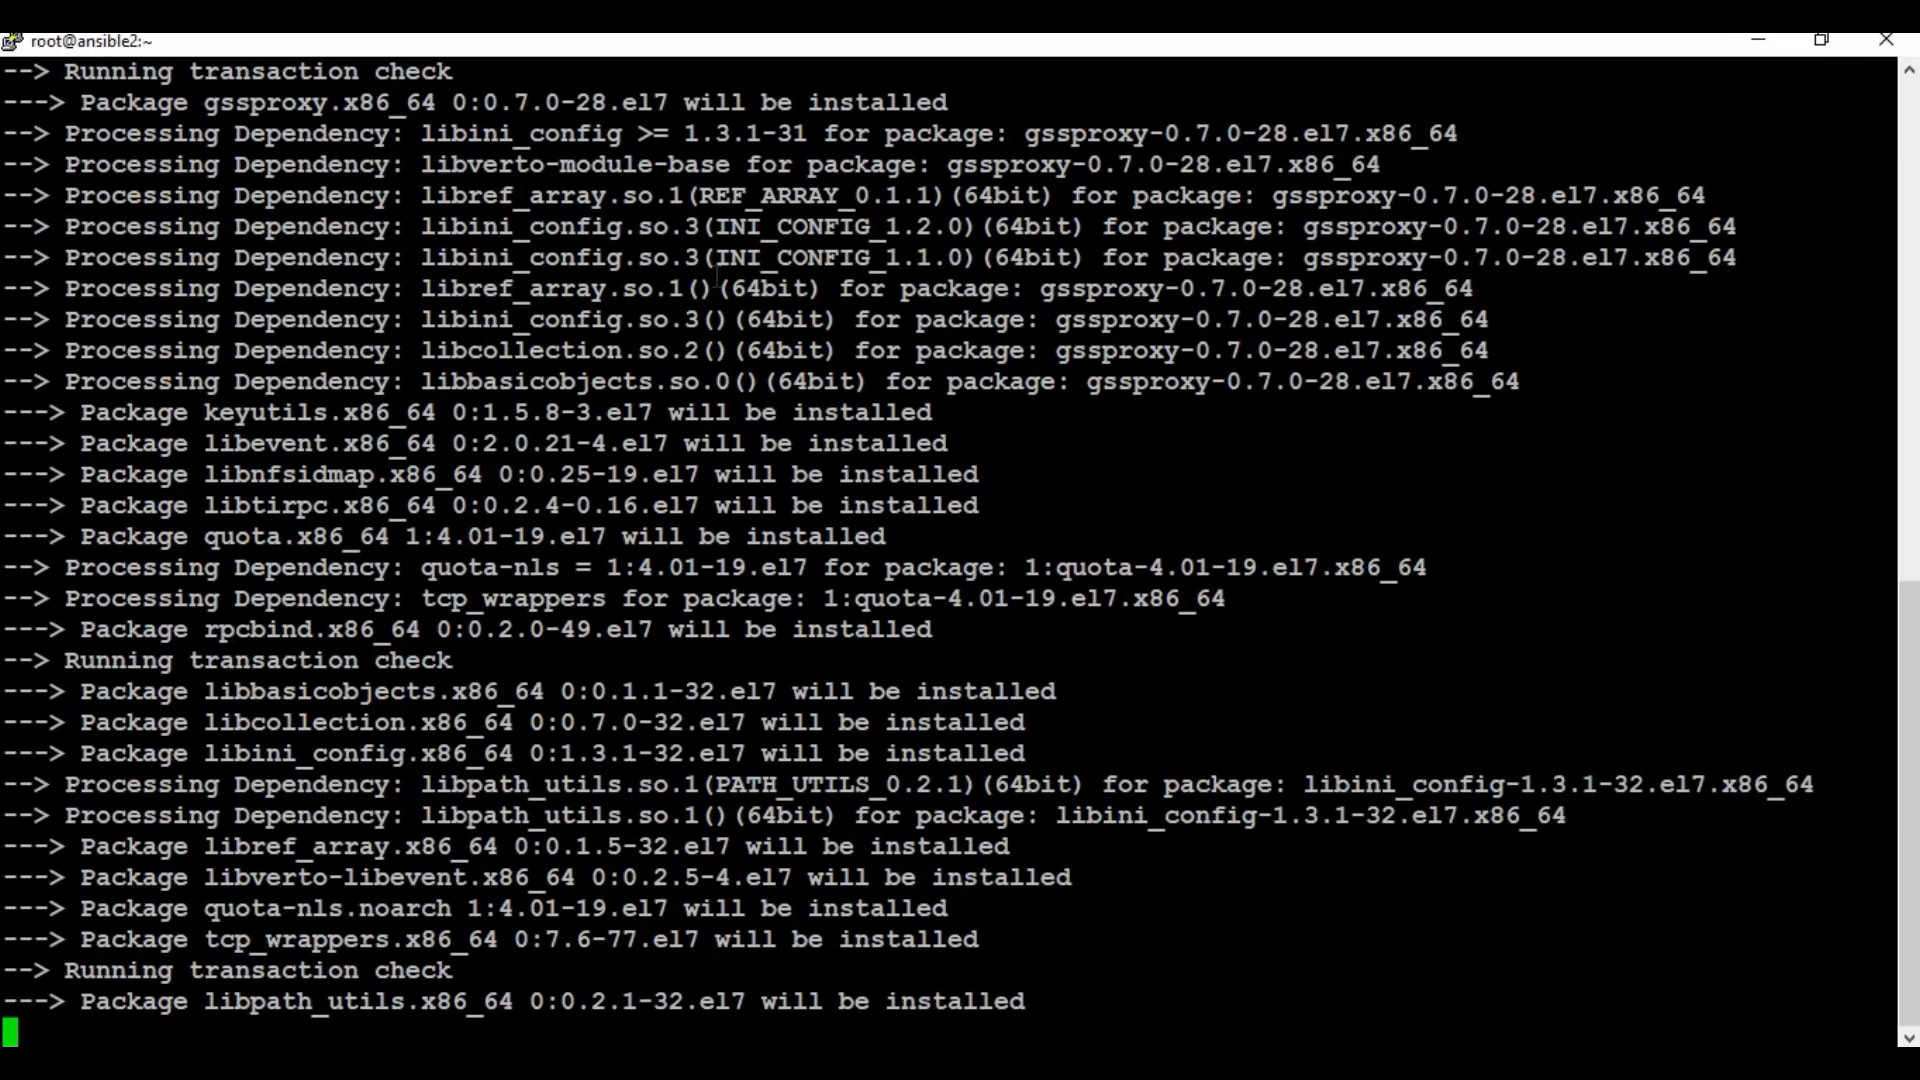 root@ansible2:~
--> Running transaction check
---> Package gssproxy.x86_64 0:0.7.0-28.el7 will be installed
--> Processing Dependency: libini_config >= 1.3.1-31 for package: gssproxy-0.7.0-28.el7.x86_64
--> Processing Dependency: libverto-module-base for package: gssproxy-0.7.0-28.el7.x86_64
--> Processing Dependency: libref_array.so.1(REF_ARRAY_0.1.1)(64bit) for package: gssproxy-0.7.0-28.el7.x86_64
--> Processing Dependency: libini_config.so.3(INI_CONFIG_1.2.0)(64bit) for package: gssproxy-0.7.0-28.el7.x86_64
--> Processing Dependency: libini_config.so.3(INI_CONFIG_1.1.0)(64bit) for package: gssproxy-0.7.0-28.el7.x86_64
--> Processing Dependency: libref_array.so.1()(64bit) for package: gssproxy-0.7.0-28.el7.x86_64
--> Processing Dependency: libini_config.so.3()(64bit) for package: gssproxy-0.7.0-28.el7.x86_64
--> Processing Dependency: libcollection.so.2()(64bit) for package: gssproxy-0.7.0-28.el7.x86_64
--> Processing Dependency: libbasicobjects.so.0()(64bit) for package: gssproxy-0.7.0-28.el7.x86_64
---> Package keyutils.x86_64 0:1.5.8-3.el7 will be installed
---> Package libevent.x86_64 0:2.0.21-4.el7 will be installed
---> Package libnfsidmap.x86_64 0:0.25-19.el7 will be installed
---> Package libtirpc.x86_64 0:0.2.4-0.16.el7 will be installed
---> Package quota.x86_64 1:4.01-19.el7 will be installed
--> Processing Dependency: quota-nls = 1:4.01-19.el7 for package: 1:quota-4.01-19.el7.x86_64
--> Processing Dependency: tcp_wrappers for package: 1:quota-4.01-19.el7.x86_64
---> Package rpcbind.x86_64 0:0.2.0-49.el7 will be installed
--> Running transaction check
---> Package libbasicobjects.x86_64 0:0.1.1-32.el7 will be installed
---> Package libcollection.x86_64 0:0.7.0-32.el7 will be installed
---> Package libini_config.x86_64 0:1.3.1-32.el7 will be installed
--> Processing Dependency: libpath_utils.so.1(PATH_UTILS_0.2.1)(64bit) for package: libini_config-1.3.1-32.el7.x86_64
--> Processing Dependency: libpath_utils.so.1()(64bit) for package: libini_config-1.3.1-32.el7.x86_64
---> Package libref_array.x86_64 0:0.1.5-32.el7 will be installed
---> Package libverto-libevent.x86_64 0:0.2.5-4.el7 will be installed
---> Package quota-nls.noarch 1:4.01-19.el7 will be installed
---> Package tcp_wrappers.x86_64 0:7.6-77.el7 will be installed
--> Running transaction check
---> Package libpath_utils.x86_64 0:0.2.1-32.el7 will be installed